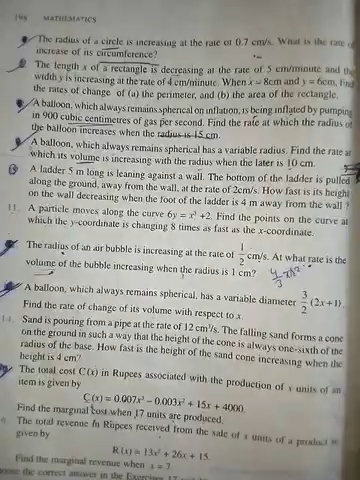 198 MATHEMATICS
The radius of a circle is increasing at the rate of 0.7 cm/s. What is the rate of
increase of its circumference?
The length x of a rectangle is decreasing at the rate of 5 cm/minute and the
width y is increasing at the rate of 4 cm/minute. When x = 8cm and y = 6cm, find
the rates of change of (a) the perimeter, and (b) the area of the rectangle.
A balloon, which always remains spherical on inflation, is being inflated by pumping
in 900 cubic centimetres of gas per second. Find the rate at which the radius of
the balloon increases when the radius is 15 cm.
A balloon, which always remains spherical has a variable radius. Find the rate at
which its volume is increasing with the radius when the later is 10 cm.
A ladder 5 m long is leaning against a wall. The bottom of the ladder is pulled
along the ground, away from the wall, at the rate of 2cm/s. How fast is its height
on the wall decreasing when the foot of the ladder is 4 m away from the wall ?
11. A particle moves along the curve 6y = x³ +2. Find the points on the curve at
which the y-coordinate is changing 8 times as fast as the x-coordinate.
The radius of an air bubble is increasing at the rate of 1/2 cm/s. At what rate is the
volume of the bubble increasing when the radius is 1 cm?
A balloon, which always remains spherical, has a variable diameter 3/2 (2x+1).
Find the rate of change of its volume with respect to x.
14. Sand is pouring from a pipe at the rate of 12 cm³/s. The falling sand forms a cone
on the ground in such a way that the height of the cone is always one-sixth of the
radius of the base. How fast is the height of the sand cone increasing when the
height is 4 cm?
The total cost C (x) in Rupees associated with the production of x units of an
item is given by
C (x) = 0.007x³ – 0.003x² + 15x + 4000.
Find the marginal cost when 17 units are produced.
The total revenue in Rupees received from the sale of x units of a product is
given by
R (x) = 13x² + 26x + 15.
Find the marginal revenue when x = 7.
the correct answer in the Exercises 17